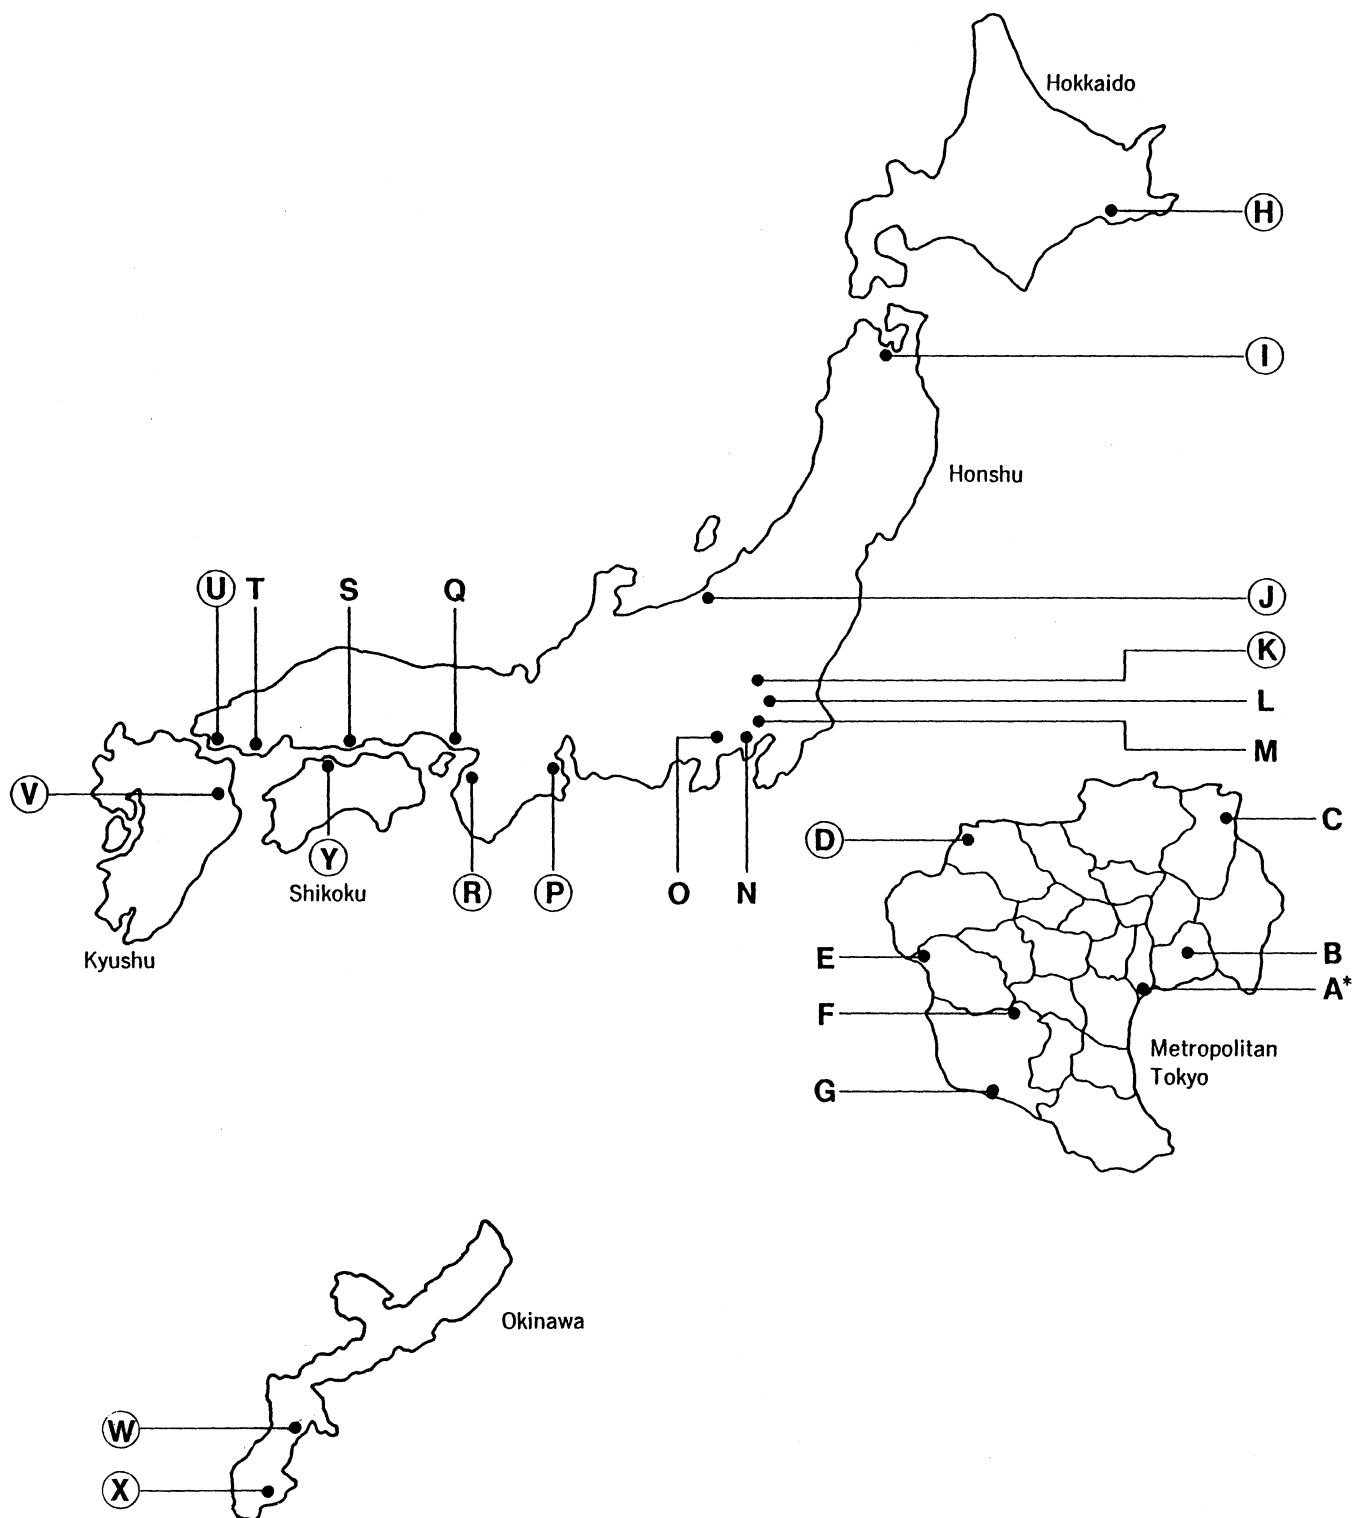 Hokkaido
H
I
Honshu
U T S Q
J
K
L
M
V
Y
Shikoku
R
P
O
N
Kyushu
D
C
E
B
A*
F
Metropolitan
Tokyo
G
Okinawa
W
X